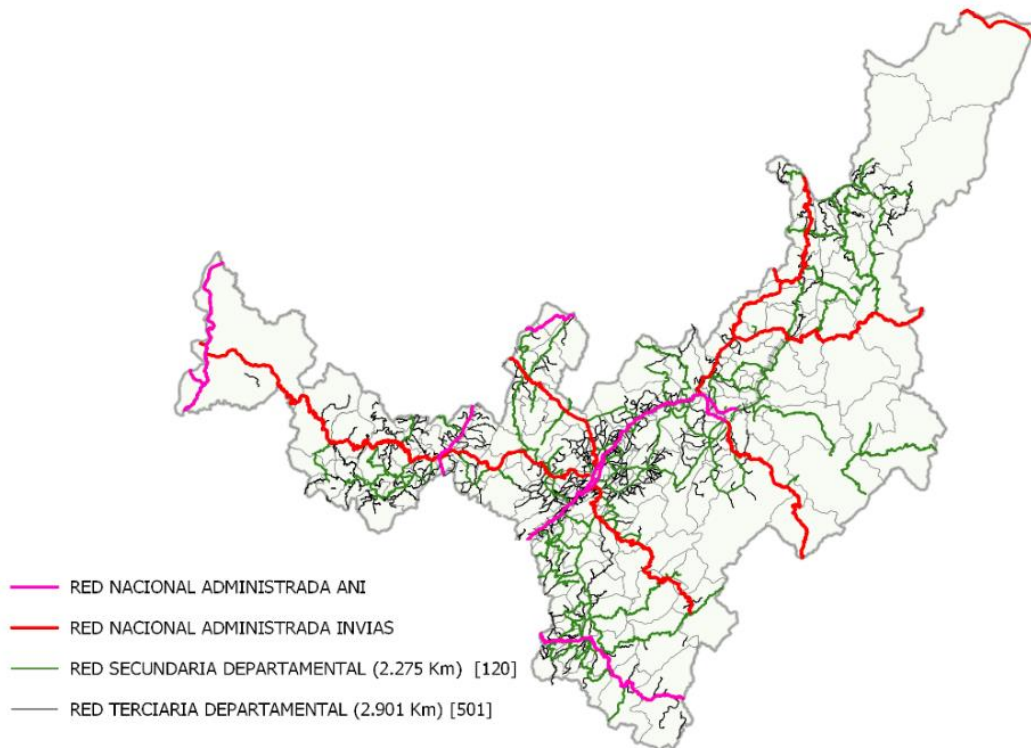 RED NACIONAL ADMINISTRADA ANI
RED NACIONAL ADMINISTRADA INVIAS
RED SECUNDARIA DEPARTAMENTAL (2.275 Km) [120]
RED TERCIARIA DEPARTAMENTAL (2.901 Km) [501]